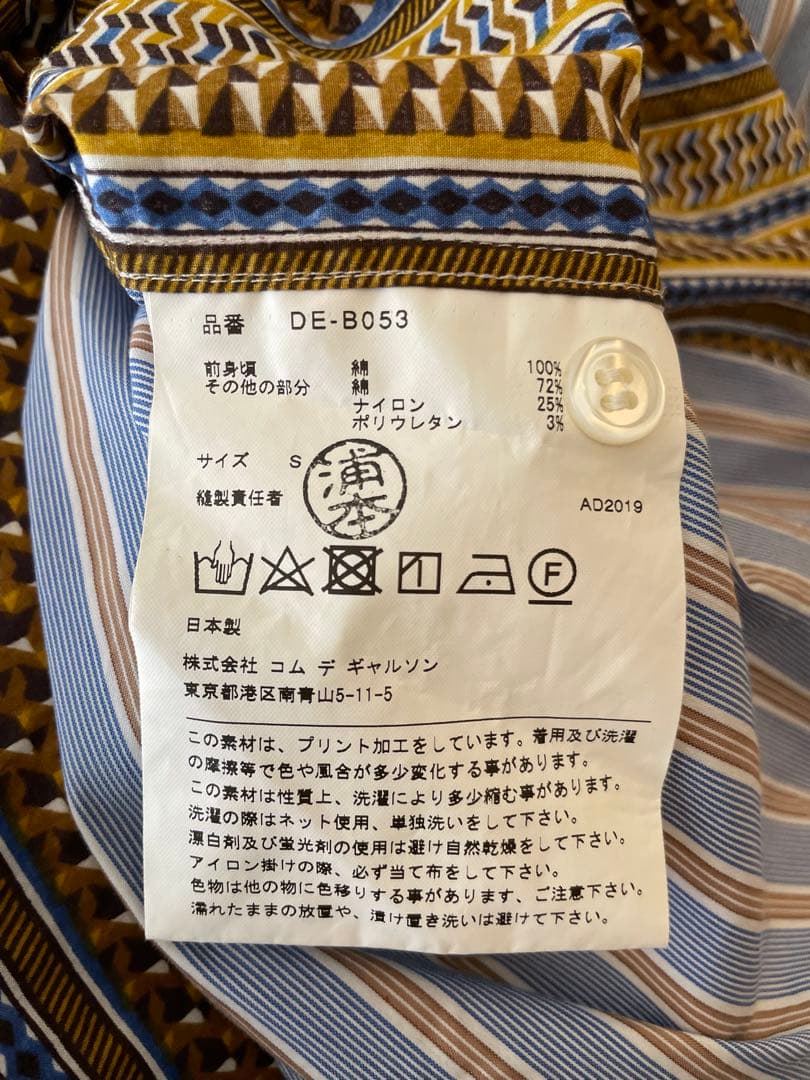 品番 DE-B053
前身頃 綿 100%
その他の部分 綿 72%
ナイロン 25%
ポリウレタン 3%
サイズ S
縫製責任者 浦本
AD2019
1 F
日本製
株式会社 コム デ ギャルソン
東京都港区南青山5-11-5
この素材は、プリント加工をしています。着用及び洗濯
の摩擦等で色や風合が多少変化する事があります。
この素材は性質上、洗濯により多少縮む事があります。
洗濯の際はネット使用、単独洗いをして下さい。
漂白剤及び蛍光剤の使用は避け自然乾燥をして下さい。
アイロン掛けの際、必ず当て布をして下さい。
色物は他の物に色移りする事があります、ご注意下さい。
濡れたままの放置や、漬け置き洗いは避けて下さい。